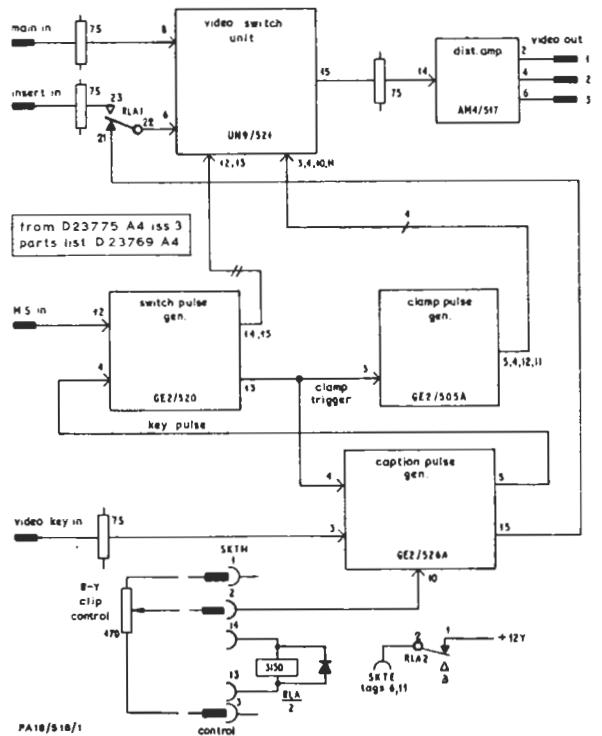 main in
75
8
video switch
unit
15
75
14
dist.amp
2
video out
1
4
2
6
3
AM4/517
insert in
75
23
RLA1
22
6
21
UN9/521
12,13
3,4,10,11
4
from D23775 A4 iss 3
parts list D23769 A4
M S in
12
switch pulse
gen.
14,15
clamp pulse
gen.
5,4,12,11
4
13
3
clamp
trigger
GE2/520
GE2/505A
key pulse
caption pulse
gen.
4
5
video key in
75
3
15
GE2/526A
10
SKTH
1
B-Y
clip
control
2
470
14
3150
13
RLA
2
3
control
2
1
+12V
RLA2
3
SKTE
tags 6,11
PA18/518/1